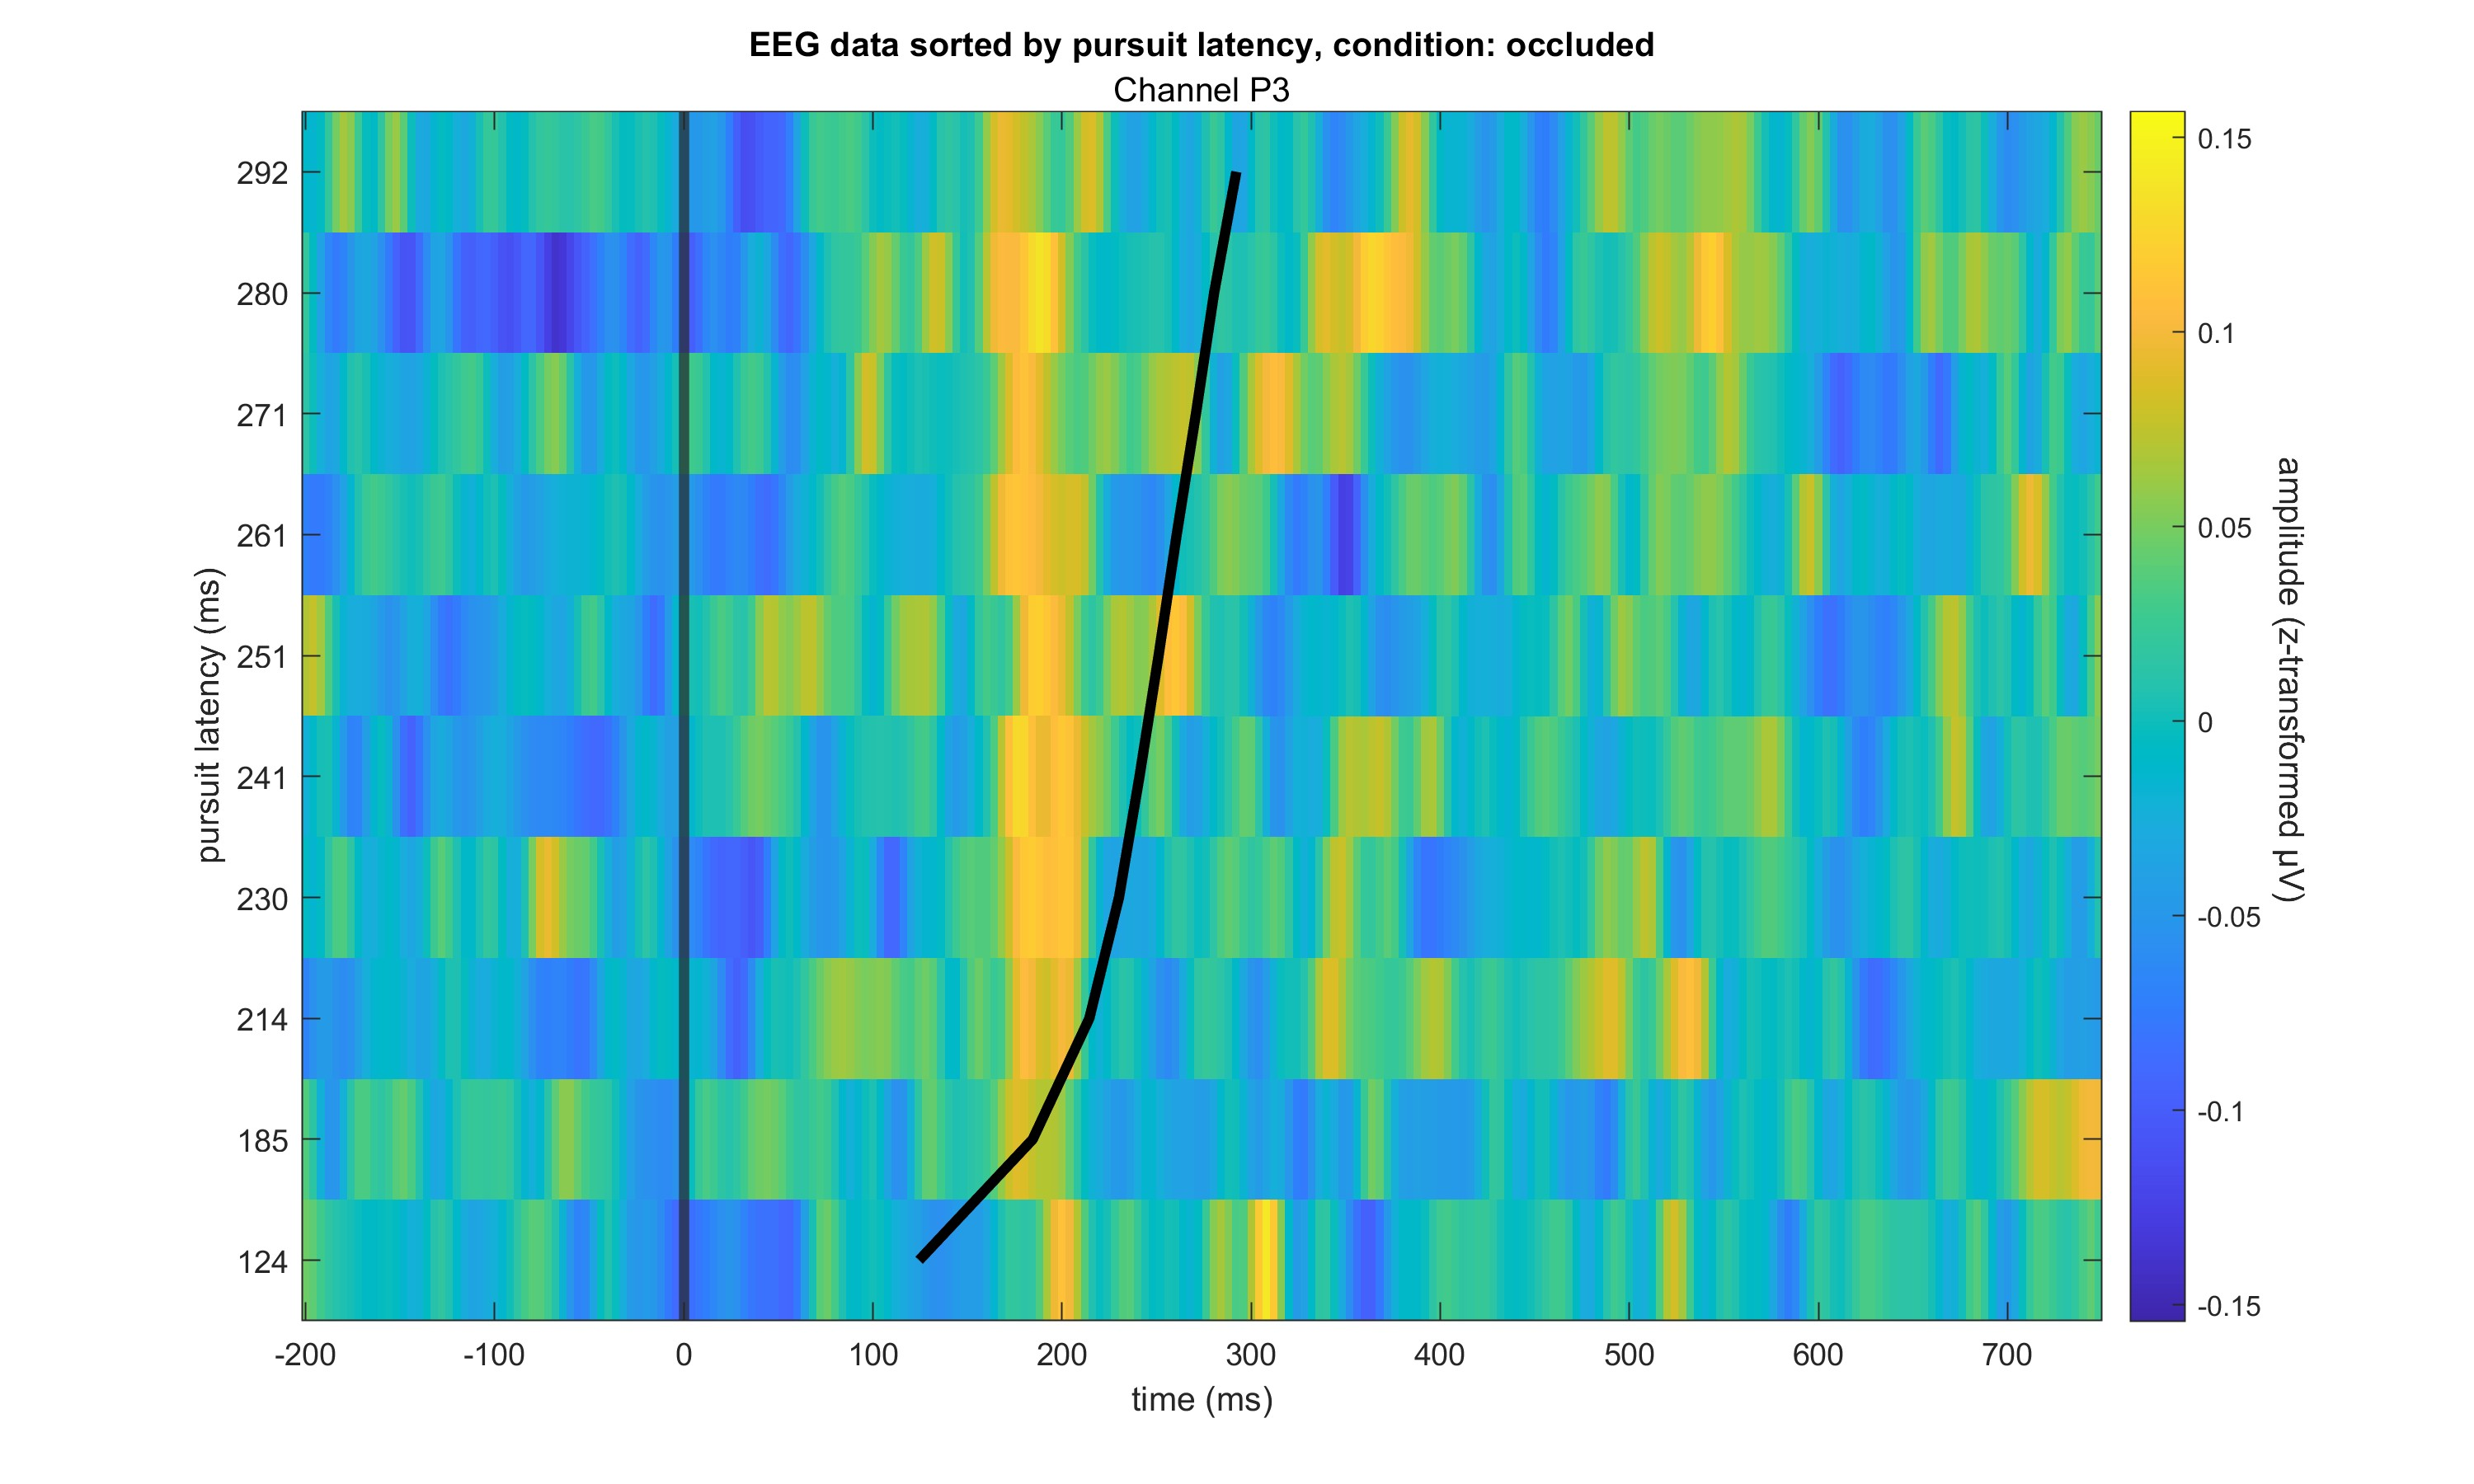 EEG data sorted by pursuit latency, condition: occluded
Channel P3
pursuit latency (ms)
292
280
271
261
251
241
230
214
185
124
-200 -100 0 100 200 300 400 500 600 700
time (ms)
0.15
0.1
0.05
0
-0.05
-0.1
-0.15
amplitude (z-transformed µV)